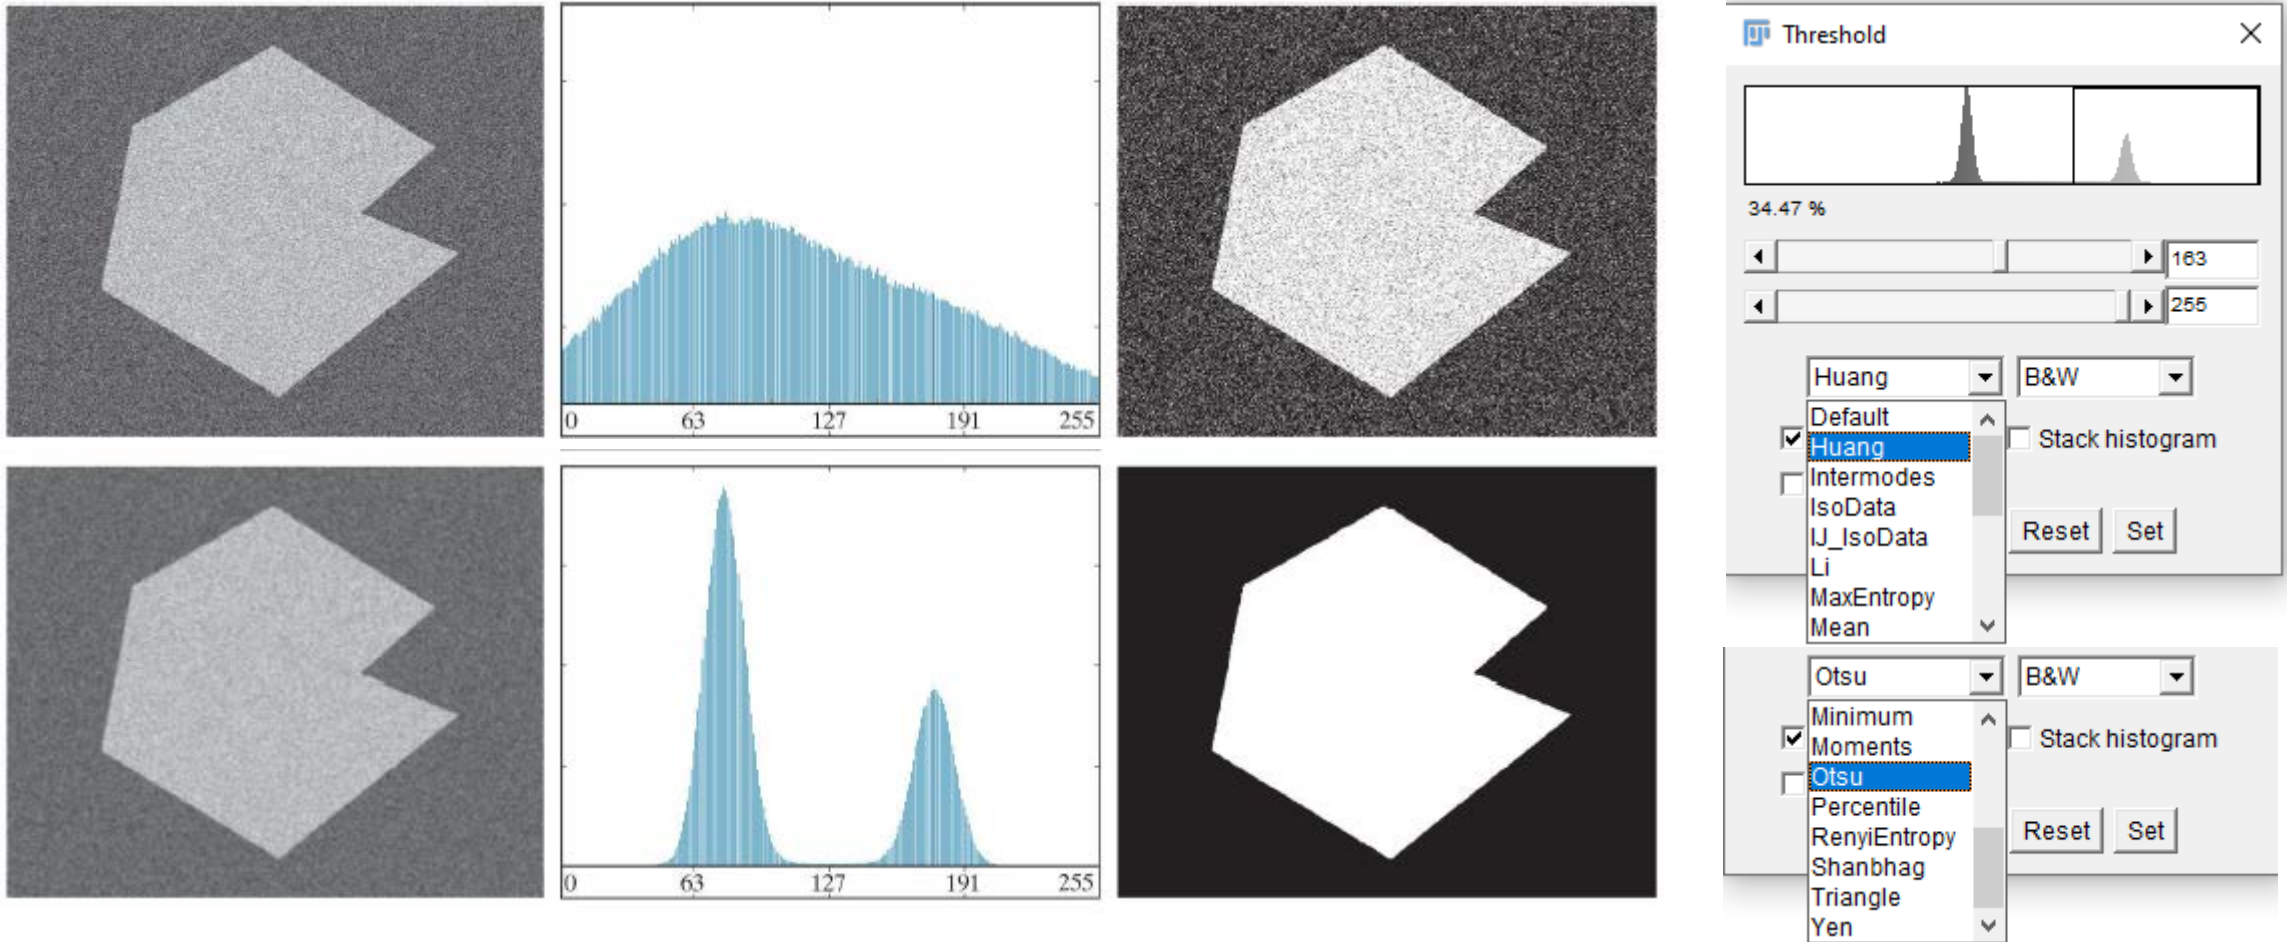 0 63 127 191 255
0 63 127 191 255
Threshold
34.47 %
163
255
Huang B&W
Default
Huang
Intermodes
IsoData
IJ_IsoData
Li
MaxEntropy
Mean
Stack histogram
Reset Set
Otsu B&W
Minimum
Moments
Otsu
Percentile
RenyiEntropy
Shanbhag
Triangle
Yen
Stack histogram
Reset Set